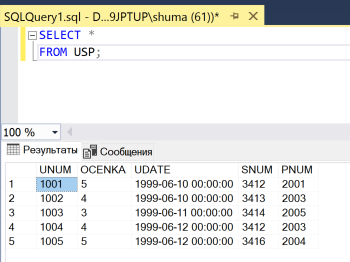 SQLQuery1.sql - D...9JPTUP\shuma (61))*
SELECT *
FROM USP;
100 %
Результаты Сообщения
UNUM OCENKA UDATE SNUM PNUM
1 1001 5 1999-06-10 00:00:00 3412 2001
2 1002 4 1999-06-10 00:00:00 3413 2003
3 1003 3 1999-06-11 00:00:00 3414 2005
4 1004 4 1999-06-12 00:00:00 3412 2003
5 1005 5 1999-06-12 00:00:00 3416 2004